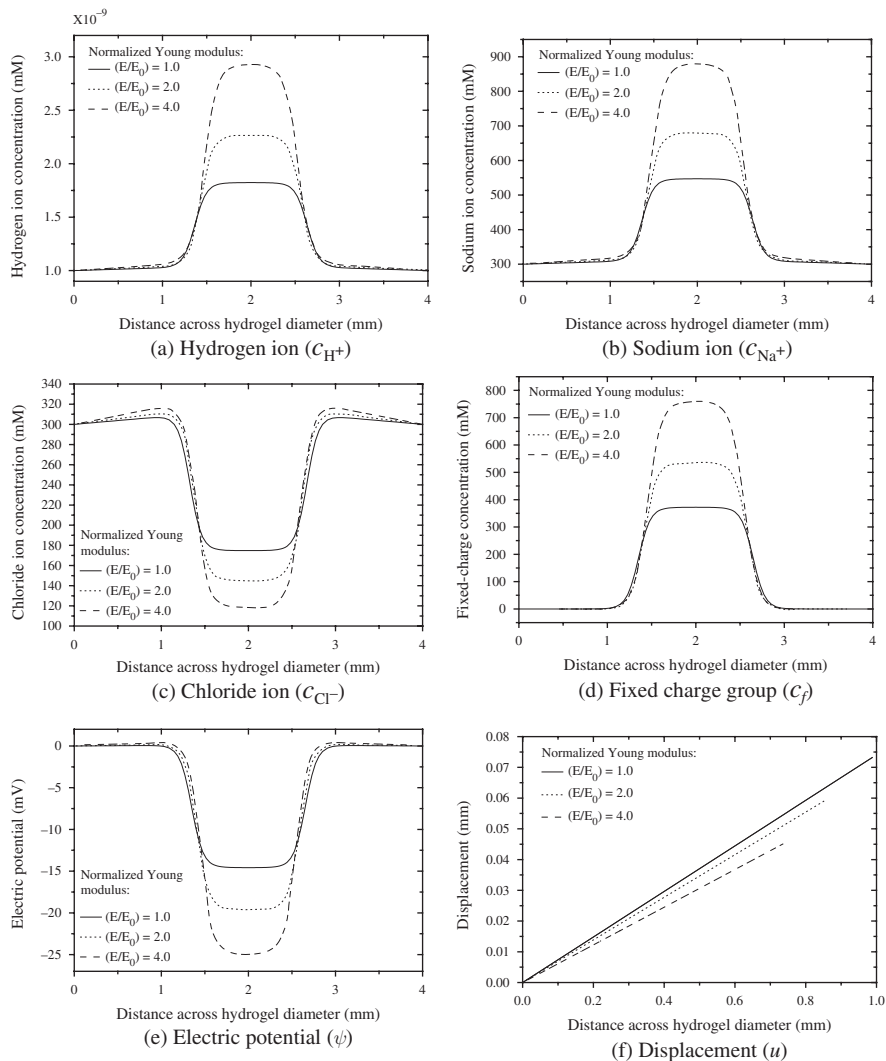 X10⁻⁹
3.0
2.5
2.0
1.5
1.0
Hydrogen ion concentration (mM)
Normalized Young modulus:
(E/E₀) = 1.0
(E/E₀) = 2.0
(E/E₀) = 4.0
0 1 2 3 4
Distance across hydrogel diameter (mm)
(a) Hydrogen ion (c_H⁺)
900
800
700
600
500
400
300
Sodium ion concentration (mM)
Normalized Young modulus:
(E/E₀) = 1.0
(E/E₀) = 2.0
(E/E₀) = 4.0
0 1 2 3 4
Distance across hydrogel diameter (mm)
(b) Sodium ion (c_Na⁺)
340
320
300
280
260
240
220
200
180
160
140
120
100
Chloride ion concentration (mM)
Normalized Young
modulus:
(E/E₀) = 1.0
(E/E₀) = 2.0
(E/E₀) = 4.0
0 1 2 3 4
Distance across hydrogel diameter (mm)
(c) Chloride ion (c_Cl⁻)
800
700
600
500
400
300
200
100
0
Fixed-charge concentration (mM)
Normalized Young modulus:
(E/E₀) = 1.0
(E/E₀) = 2.0
(E/E₀) = 4.0
0 1 2 3 4
Distance across hydrogel diameter (mm)
(d) Fixed charge group (c_f)
0
−5
−10
−15
−20
−25
Electric potential (mV)
Normalized Young
modulus:
(E/E₀) = 1.0
(E/E₀) = 2.0
(E/E₀) = 4.0
0 1 2 3 4
Distance across hydrogel diameter (mm)
(e) Electric potential (ψ)
0.08
0.07
0.06
0.05
0.04
0.03
0.02
0.01
0.00
Displacement (mm)
Normalized Young modulus:
(E/E₀) = 1.0
(E/E₀) = 2.0
(E/E₀) = 4.0
0.0 0.2 0.4 0.6 0.8 1.0
Distance across hydrogel diameter (mm)
(f) Displacement (u)